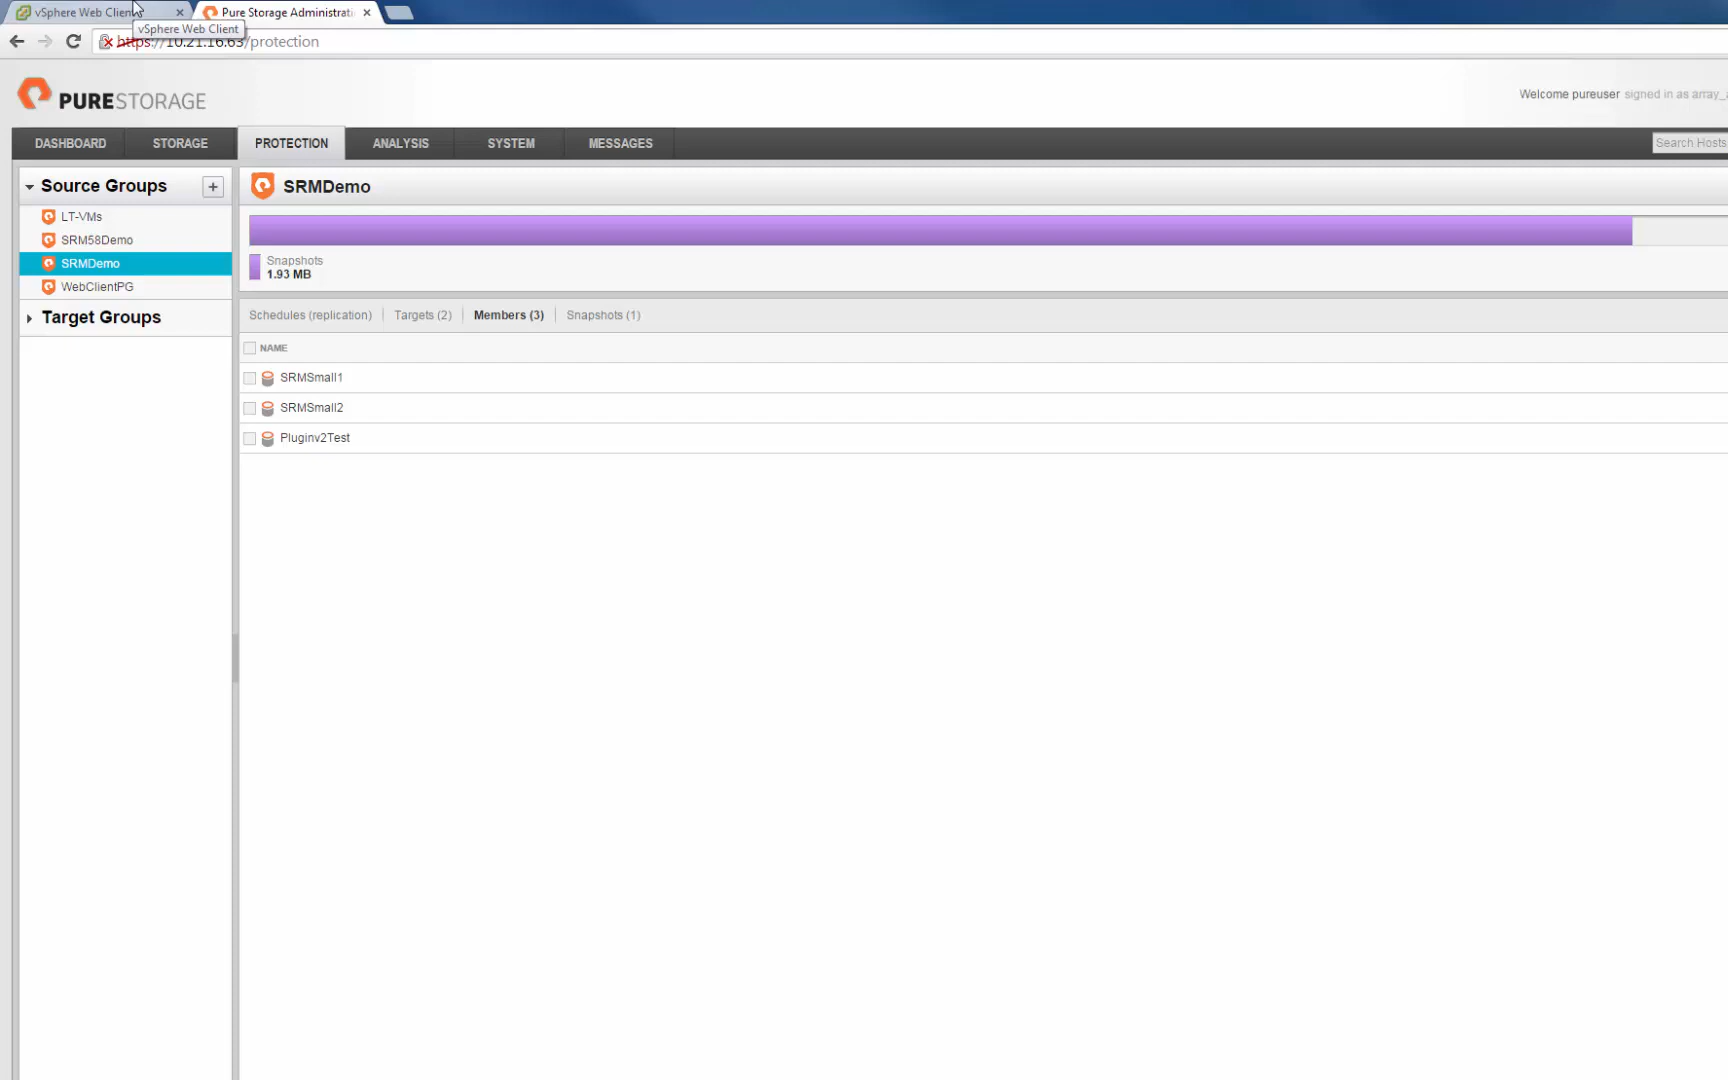 vSphere Web Client
Pure Storage Administrati
vSphere Web Client
https://10.21.16.63/protection
PURESTORAGE
Welcome pureuser signed in as array_a
DASHBOARD
STORAGE
PROTECTION
ANALYSIS
SYSTEM
MESSAGES
Search Hosts
Source Groups
LT-VMs
SRM58Demo
SRMDemo
WebClientPG
Target Groups
SRMDemo
Snapshots
1.93 MB
Schedules (replication)
Targets (2)
Members (3)
Snapshots (1)
NAME
SRMSmall1
SRMSmall2
Pluginv2Test